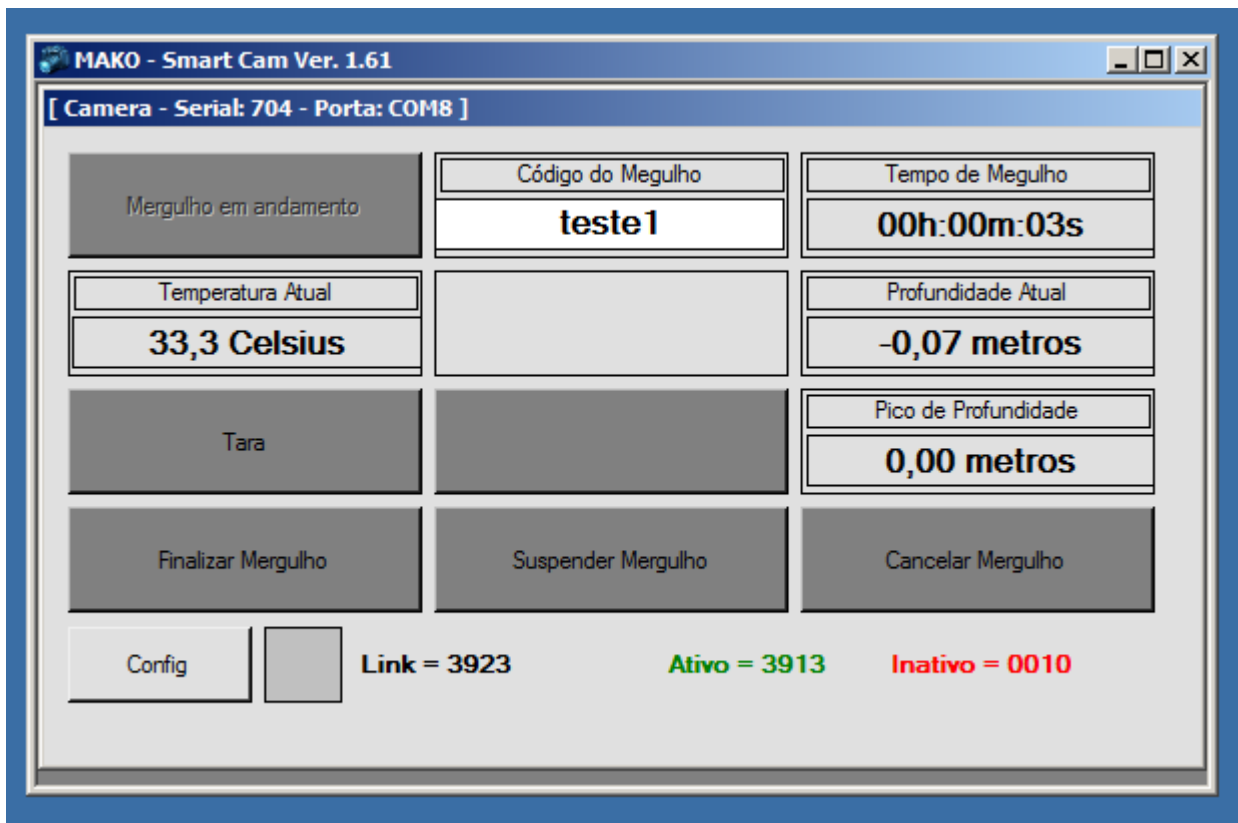 MAKO - Smart Cam Ver. 1.61
[ Camera - Serial: 704 - Porta: COM8 ]
Mergulho em andamento
Código do Megulho
teste1
Tempo de Megulho
00h:00m:03s
Temperatura Atual
33,3 Celsius
Profundidade Atual
-0,07 metros
Tara
Pico de Profundidade
0,00 metros
Finalizar Mergulho
Suspender Mergulho
Cancelar Mergulho
Config
Link = 3923
Ativo = 3913
Inativo = 0010